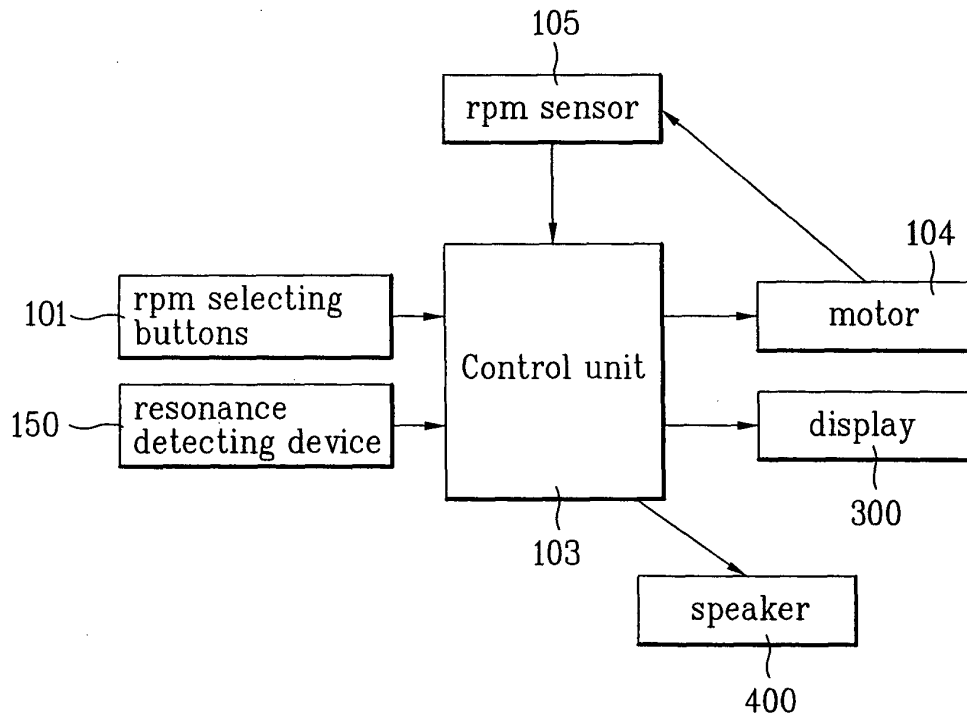 105
rpm sensor
104
101
rpm selecting
buttons
motor
Control unit
150
resonance
detecting device
display
300
103
speaker
400